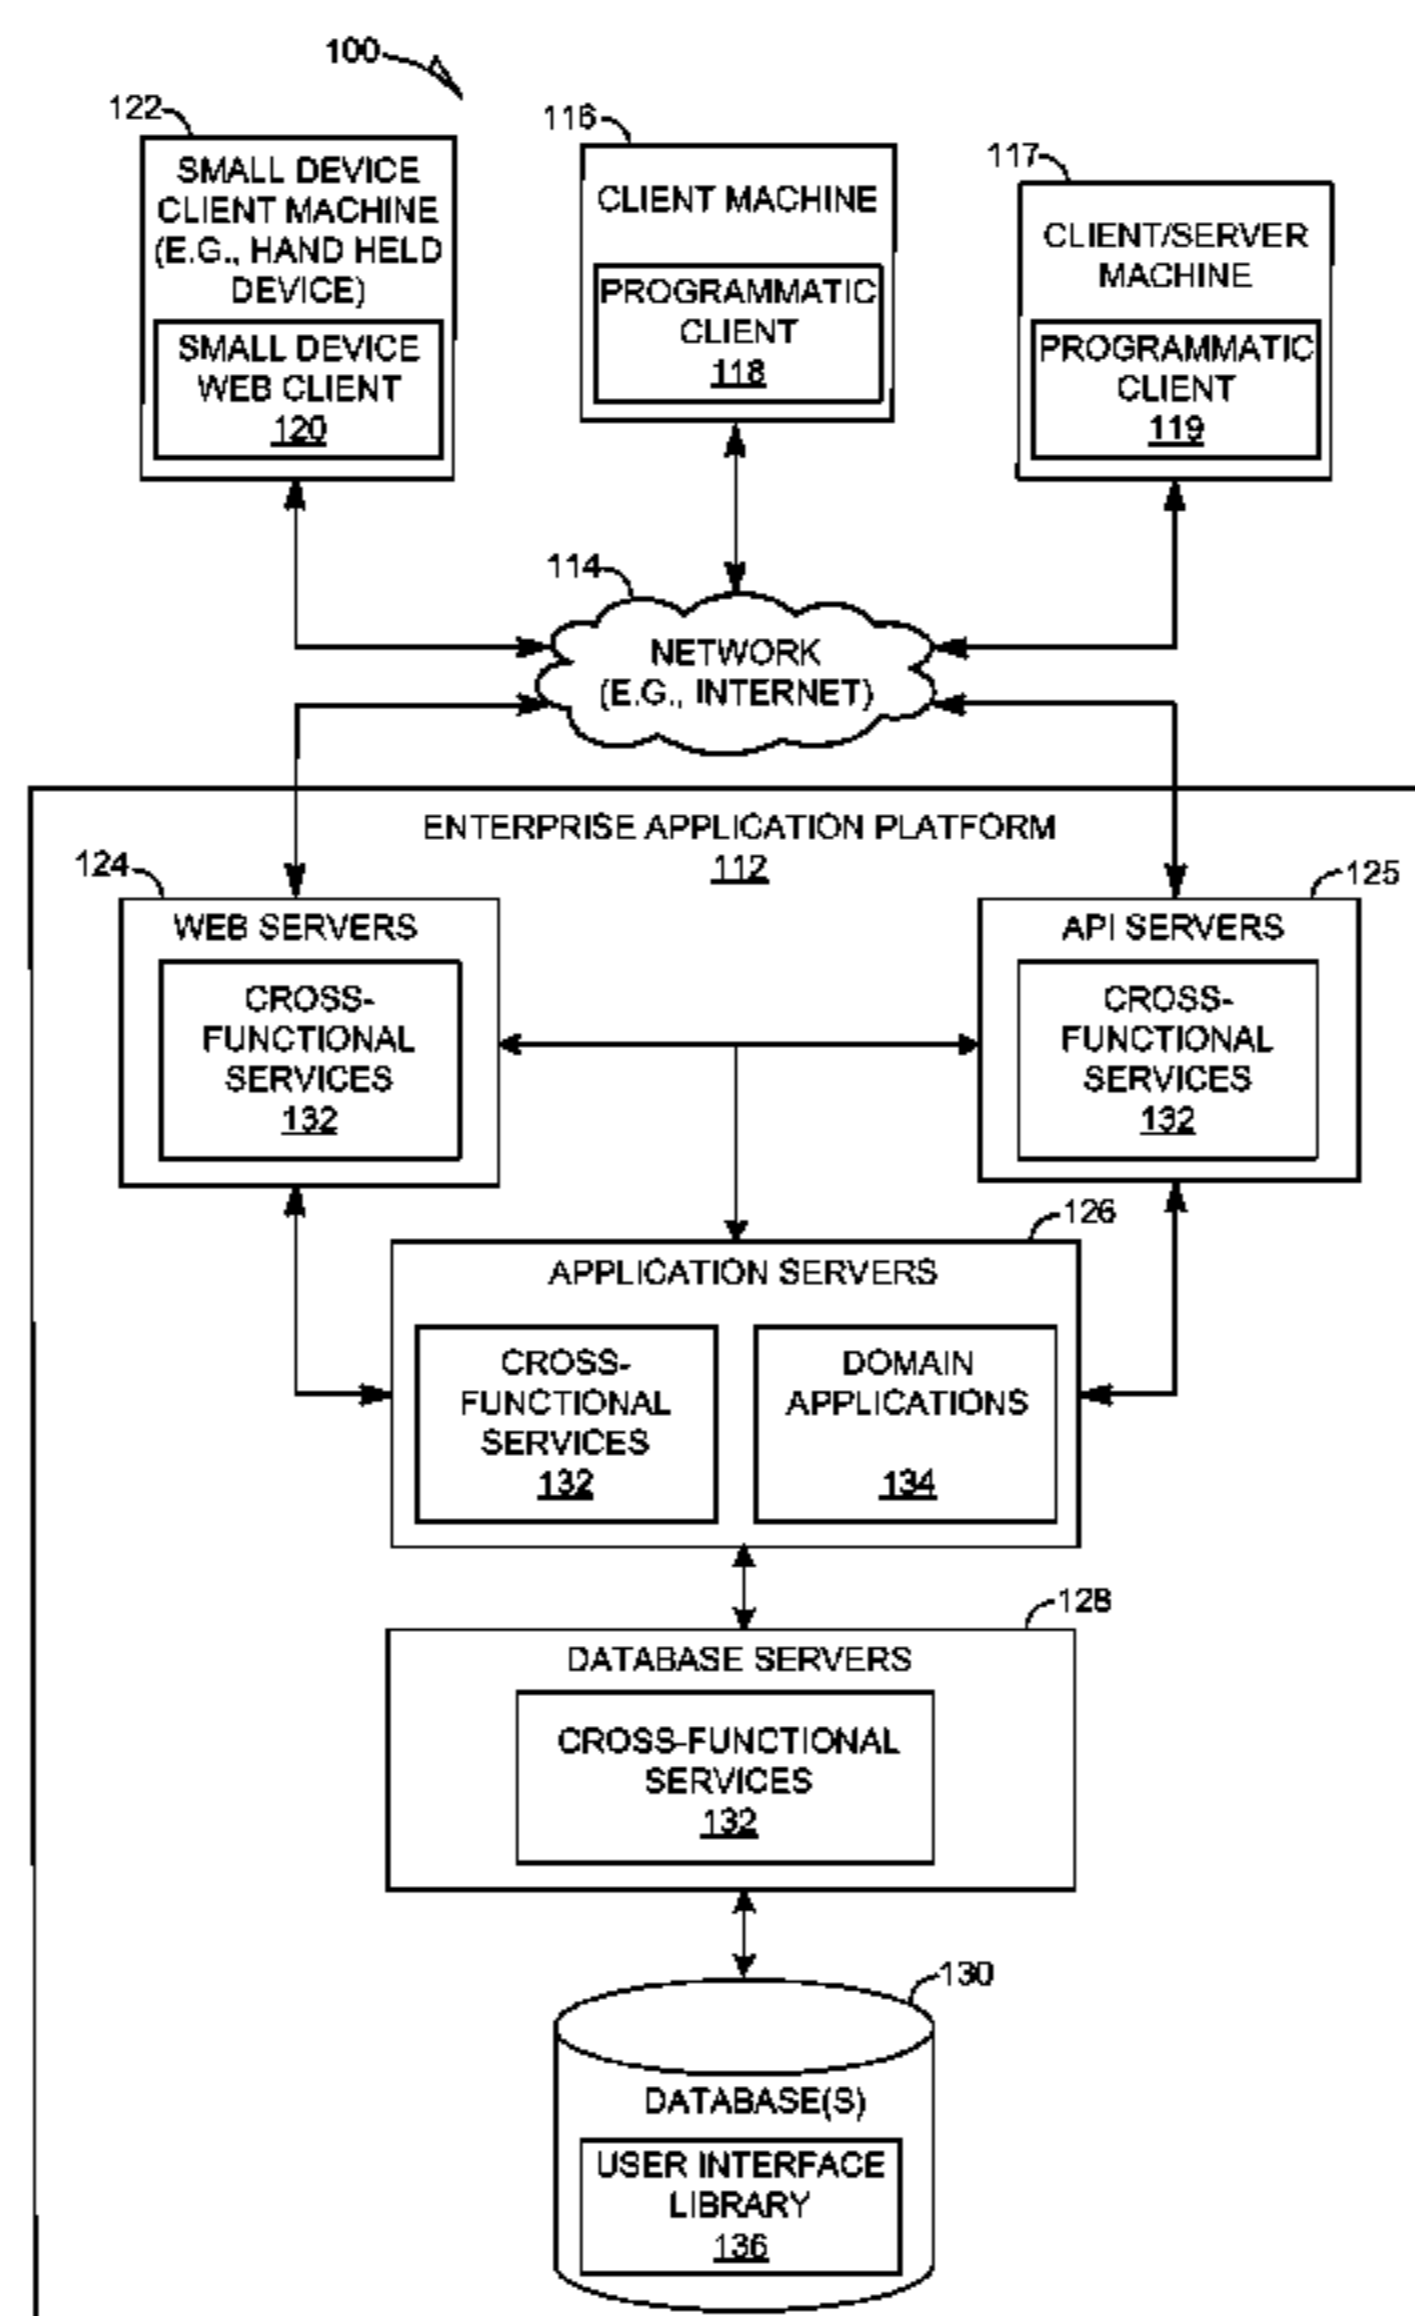 100
122
SMALL DEVICE
CLIENT MACHINE
(E.G., HAND HELD
DEVICE)
SMALL DEVICE
WEB CLIENT
120
116
CLIENT MACHINE
PROGRAMMATIC
CLIENT
118
117
CLIENT/SERVER
MACHINE
PROGRAMMATIC
CLIENT
119
114
NETWORK
(E.G., INTERNET)
ENTERPRISE APPLICATION PLATFORM
112
124
WEB SERVERS
CROSS-
FUNCTIONAL
SERVICES
132
125
API SERVERS
CROSS-
FUNCTIONAL
SERVICES
132
126
APPLICATION SERVERS
CROSS-
FUNCTIONAL
SERVICES
132
DOMAIN
APPLICATIONS
134
128
DATABASE SERVERS
CROSS-FUNCTIONAL
SERVICES
132
130
DATABASE(S)
USER INTERFACE
LIBRARY
136